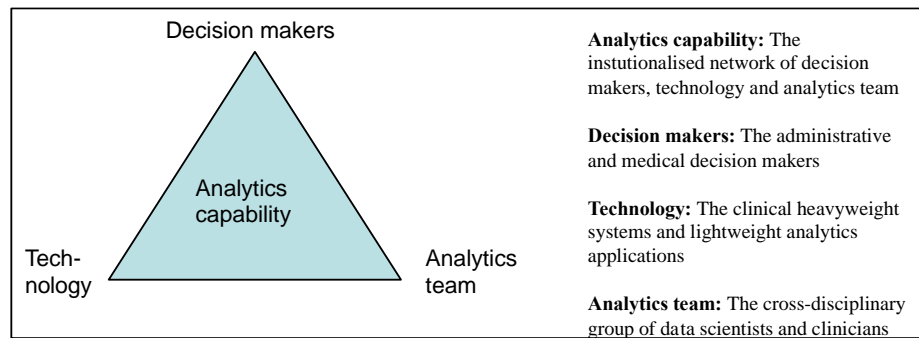 Decision makers
Analytics
capability
Tech-
nology
Analytics
team
Analytics capability: The
instutionalised network of decision
makers, technology and analytics team
Decision makers: The administrative
and medical decision makers
Technology: The clinical heavyweight
systems and lightweight analytics
applications
Analytics team: The cross-disciplinary
group of data scientists and clinicians